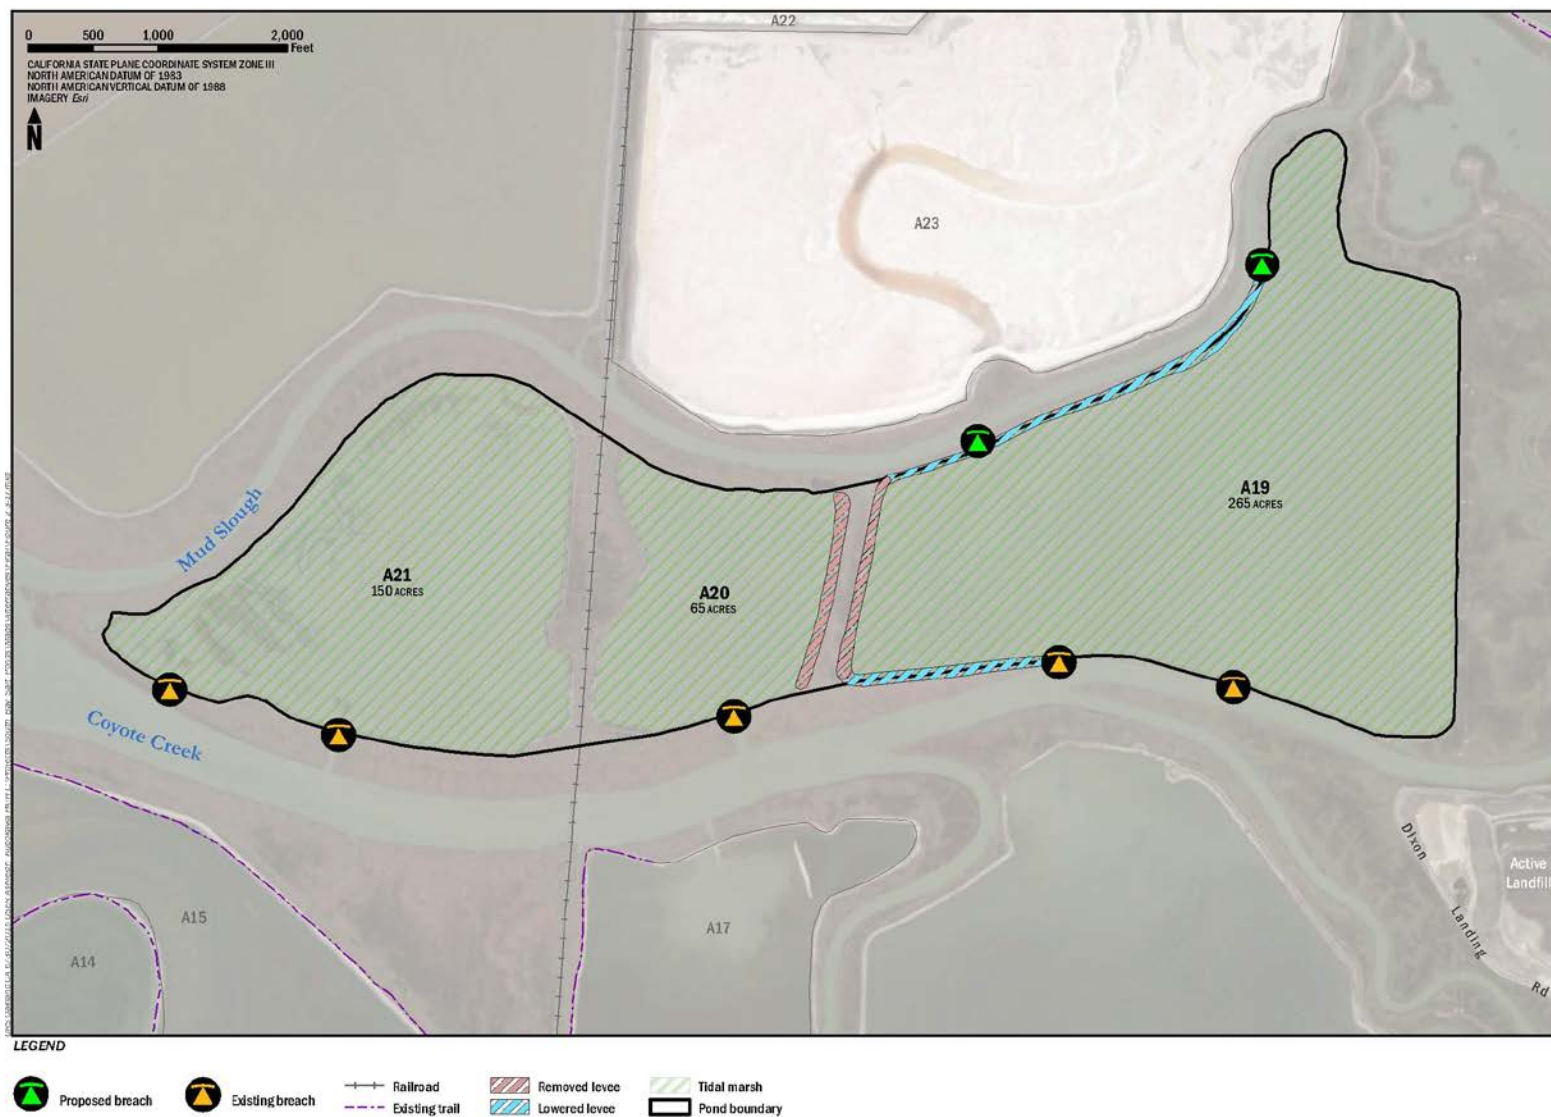 0 500 1,000 2,000
Feet
CALIFORNIA STATE PLANE COORDINATE SYSTEM ZONE III
NORTH AMERICAN DATUM OF 1983
NORTH AMERICAN VERTICAL DATUM OF 1988
IMAGERY Esri
N
A22
A23
A19
265 ACRES
Mud Slough
A21
150 ACRES
A20
65 ACRES
Coyote Creek
Dixon
Landing
Rd
Active
Landfill
A15
A17
A14
LEGEND
Proposed breach
Existing breach
Railroad
Existing trail
Removed levee
Lowered levee
Tidal marsh
Pond boundary